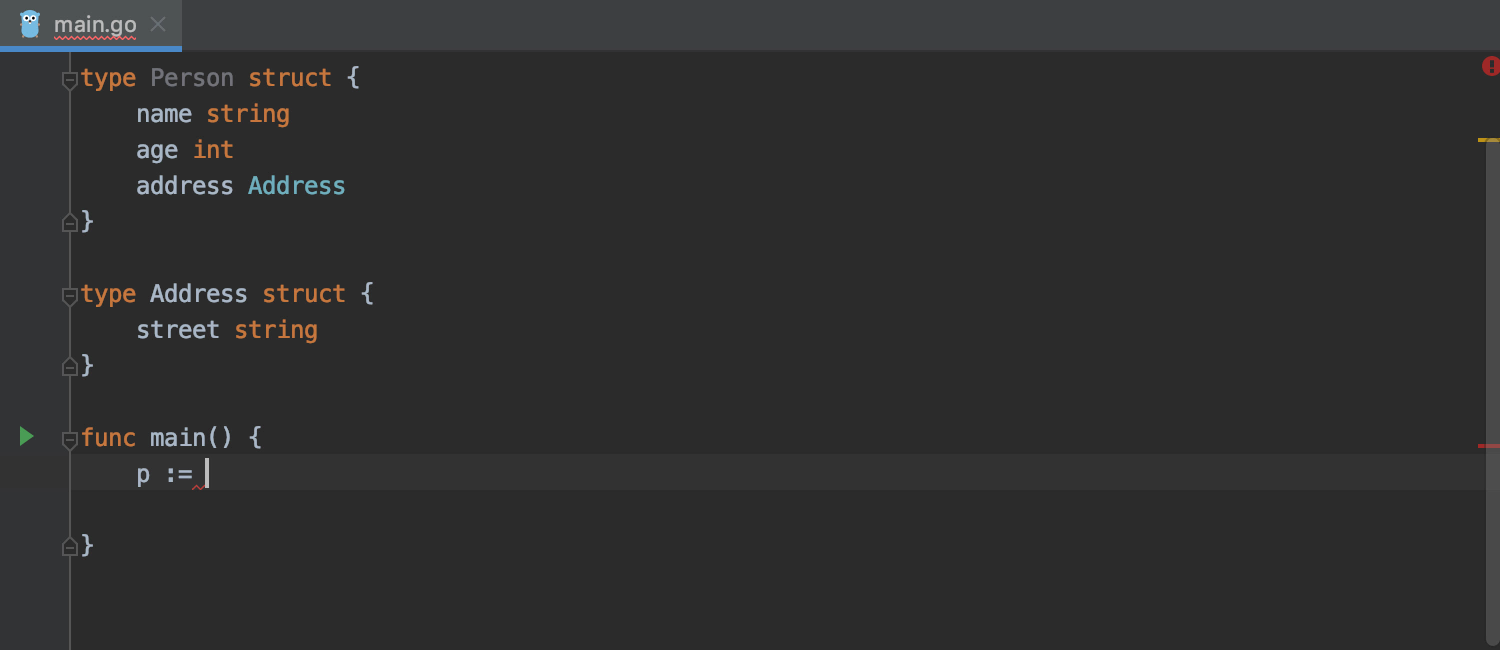 main.go
type Person struct {
    name string
    age int
    address Address
}
type Address struct {
    street string
}
func main() {
    p :=
}